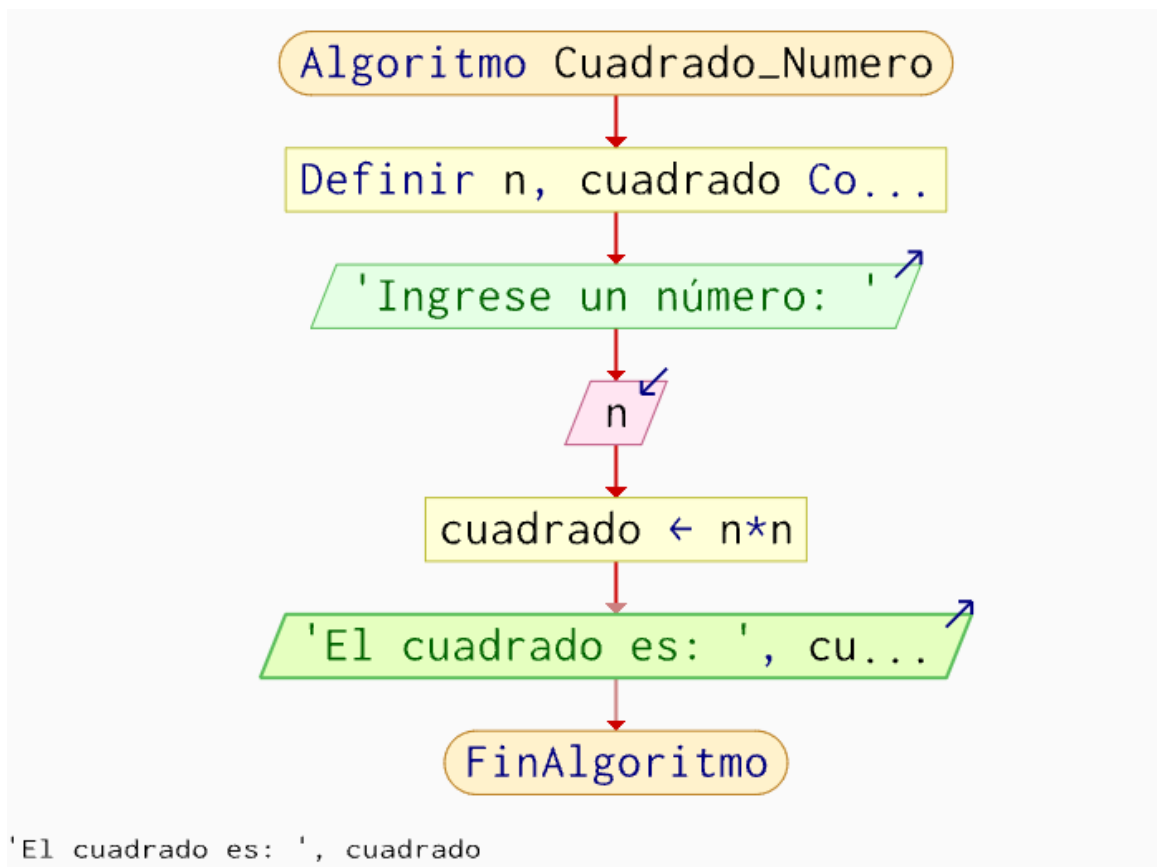 Algoritmo Cuadrado_Numero
Definir n, cuadrado Co...
'Ingrese un número: '
n
cuadrado ← n*n
'El cuadrado es: ', cu...
FinAlgoritmo
'El cuadrado es: ', cuadrado